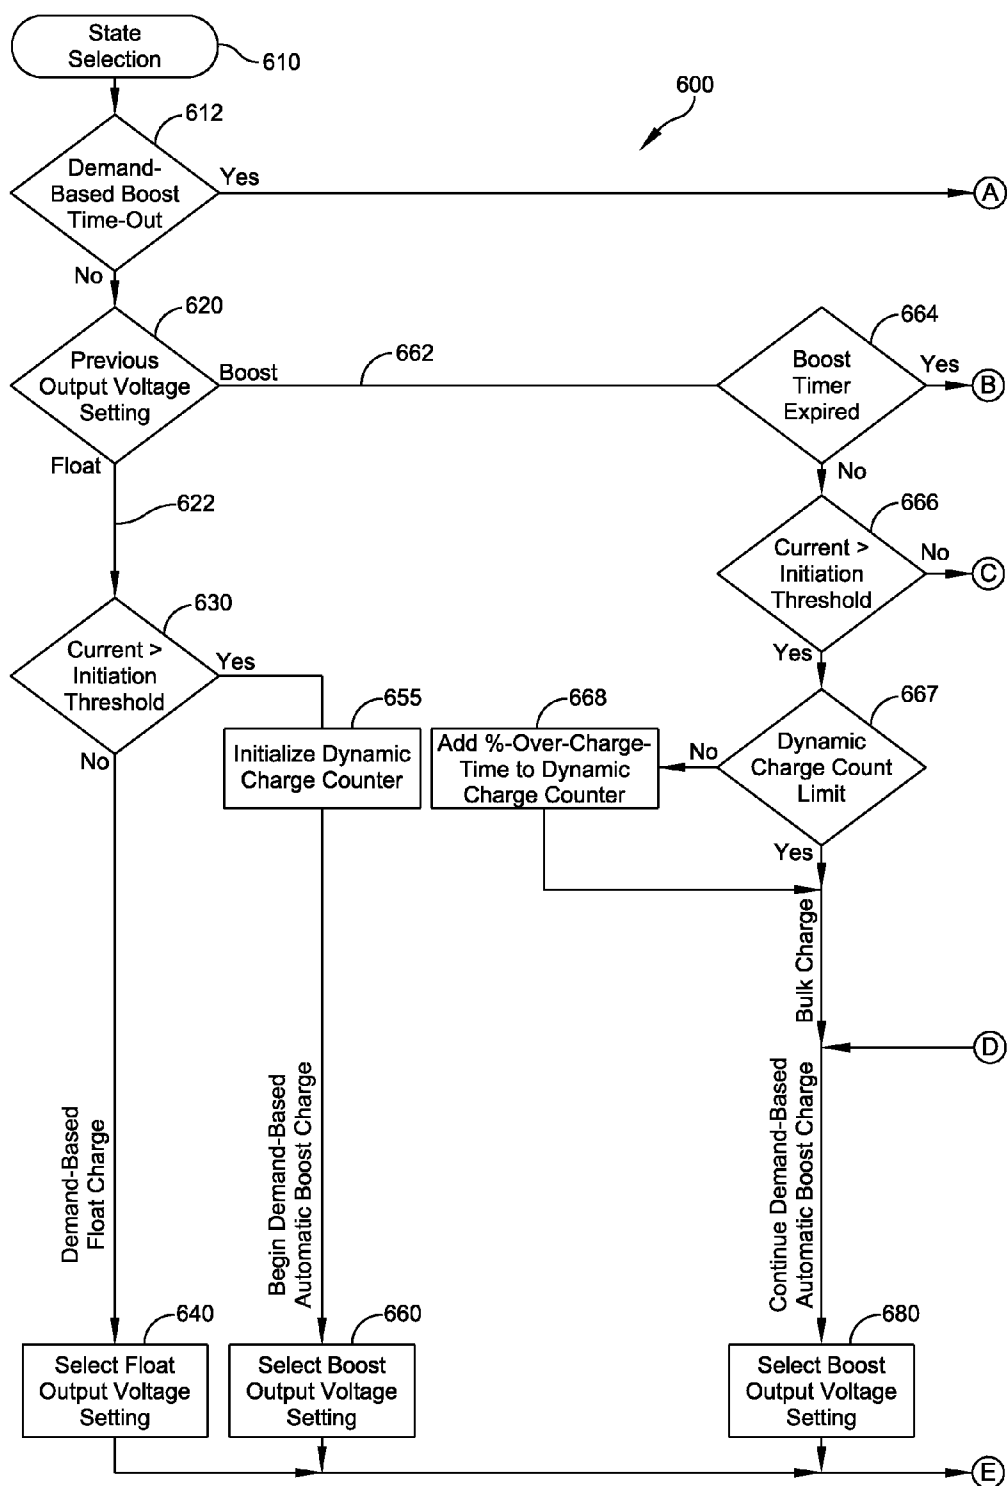 State
Selection
610
600
612
Demand-
Based Boost
Time-Out
Yes
A
No
620
Previous
Output Voltage
Setting
Boost
662
664
Boost
Timer
Expired
Yes
B
Float
622
No
666
Current >
Initiation
Threshold
No
C
Yes
630
Current >
Initiation
Threshold
Yes
No
655
Initialize Dynamic
Charge Counter
668
Add %-Over-Charge-
Time to Dynamic
Charge Counter
No
667
Dynamic
Charge Count
Limit
Yes
Bulk Charge
D
Demand-Based
Float Charge
Begin Demand-Based
Automatic Boost Charge
Continue Demand-Based
Automatic Boost Charge
640
Select Float
Output Voltage
Setting
660
Select Boost
Output Voltage
Setting
680
Select Boost
Output Voltage
Setting
E